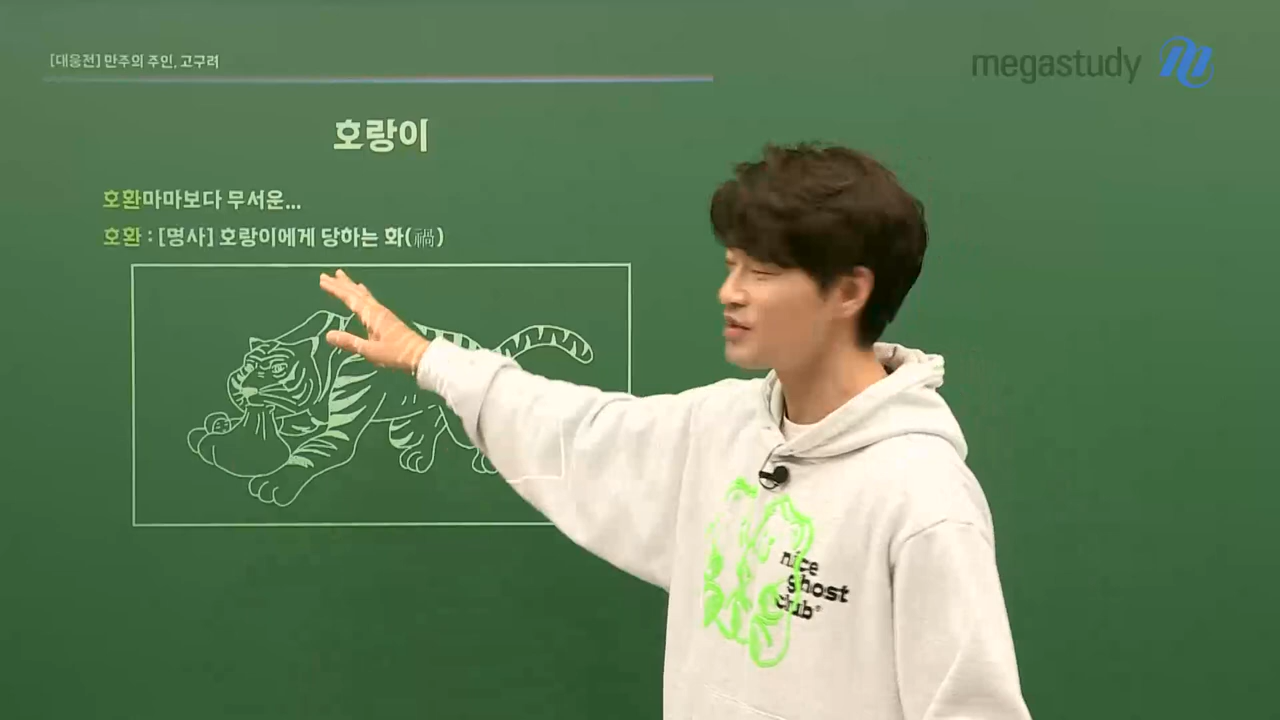 [대웅전] 만주의 주인, 고구려
megastudy
호랑이
호환마마보다 무서운...
호환 : [명사] 호랑이에게 당하는 화(禍)
nice
ghost
club®